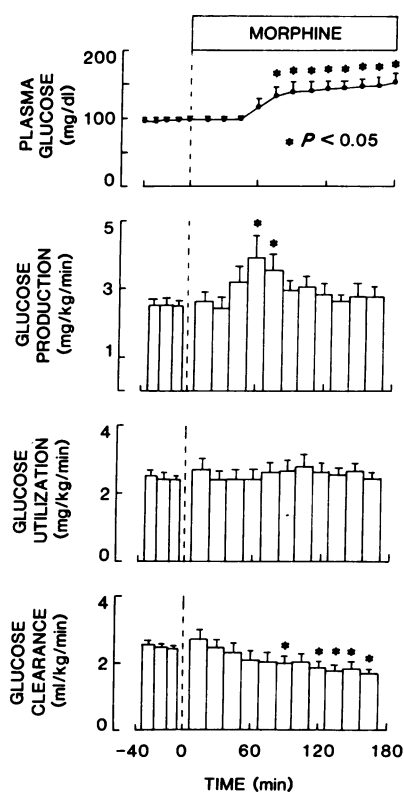 MORPHINE
PLASMA
GLUCOSE
(mg/dl)
200
100
0
* * * * * * * *
* P < 0.05
GLUCOSE
PRODUCTION
(mg/kg/min)
5
3
1
* *
GLUCOSE
UTILIZATION
(mg/kg/min)
4
2
0
GLUCOSE
CLEARANCE
(ml/kg/min)
4
2
0
* * * * *
-40 0 60 120 180
TIME (min)